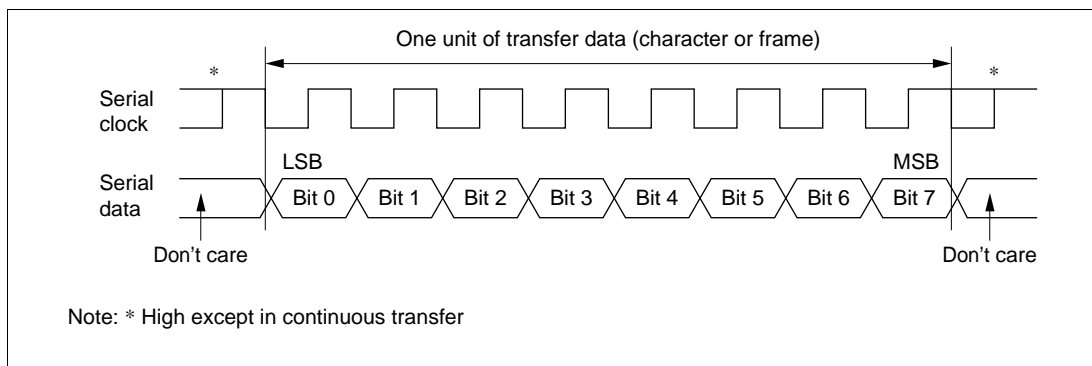 One unit of transfer data (character or frame)
* *
Serial
clock
LSB MSB
Serial
data
Bit 0 Bit 1 Bit 2 Bit 3 Bit 4 Bit 5 Bit 6 Bit 7
Don't care Don't care
Note: * High except in continuous transfer